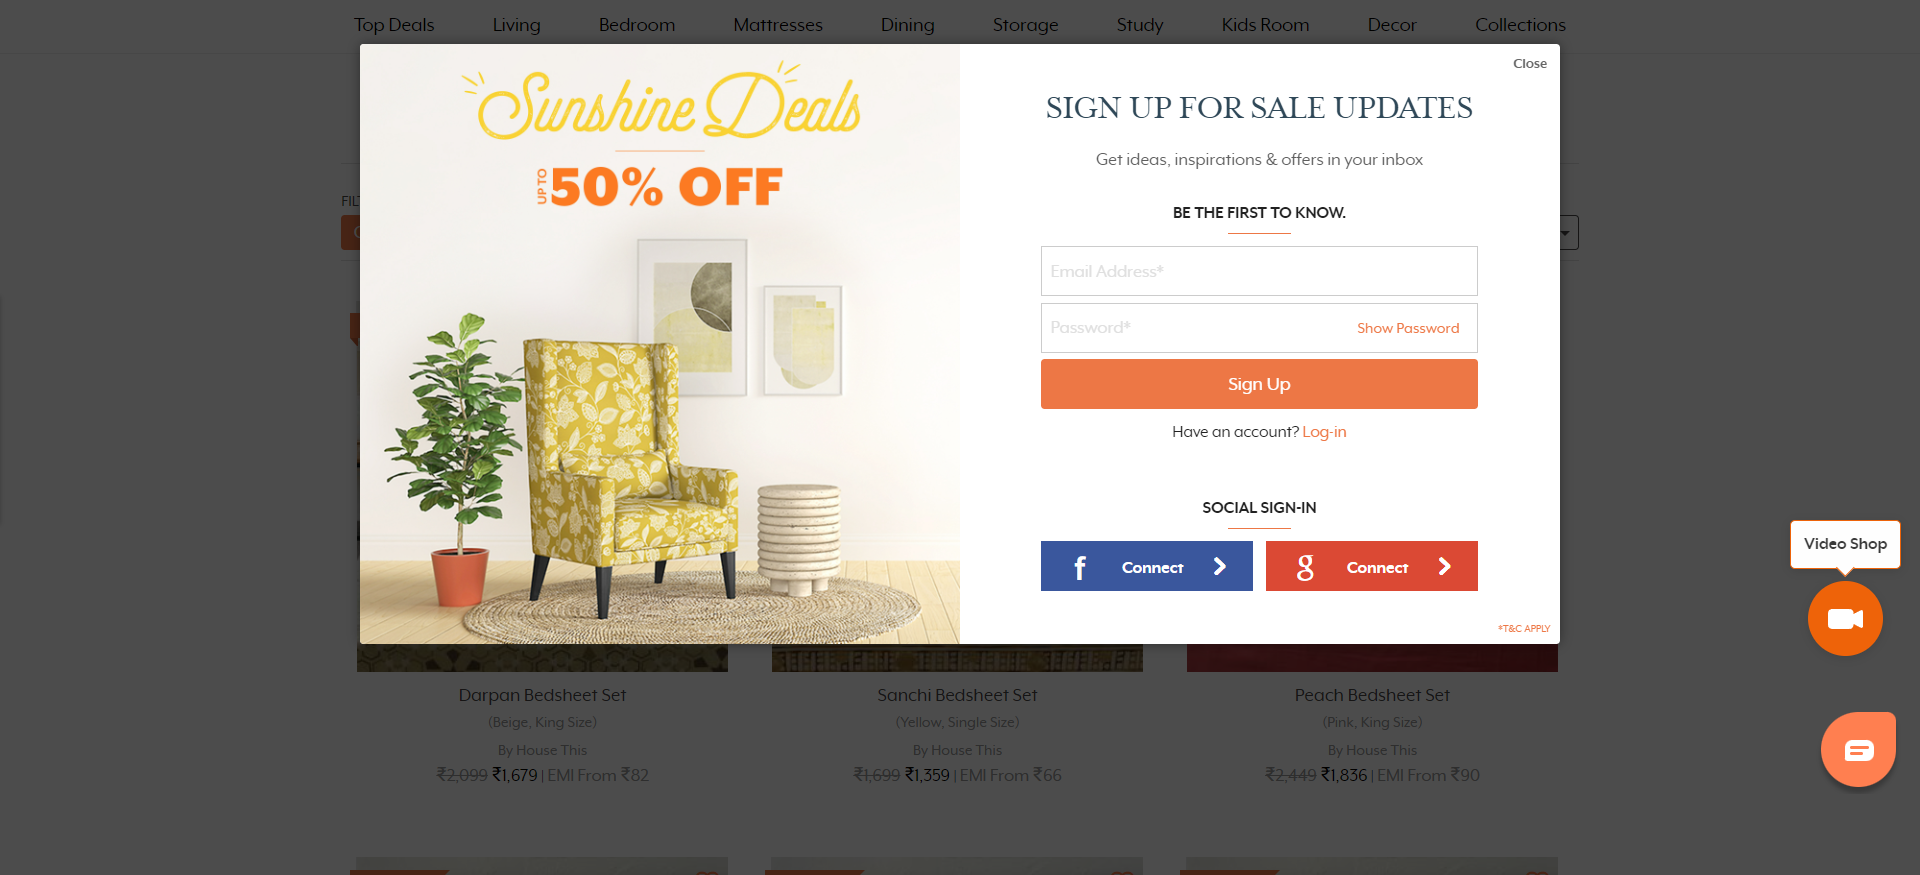 Top Deals Living Bedroom Mattresses Dining Storage Study Kids Room Decor Collections
Sunshine Deals
UP TO 50% OFF
Close
SIGN UP FOR SALE UPDATES
Get ideas, inspirations & offers in your inbox
BE THE FIRST TO KNOW.
Email Address*
Password*
Show Password
Sign Up
Have an account? Log-in
SOCIAL SIGN-IN
f Connect
g Connect
*T&C APPLY
Video Shop
Darpan Bedsheet Set
(Beige, King Size)
By House This
₹2,099 ₹1,679 | EMI From ₹82
Sanchi Bedsheet Set
(Yellow, Single Size)
By House This
₹1,699 ₹1,359 | EMI From ₹66
Peach Bedsheet Set
(Pink, King Size)
By House This
₹2,449 ₹1,836 | EMI From ₹90